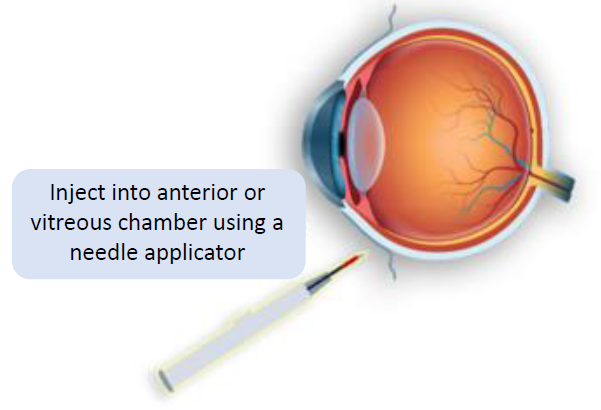 Inject into anterior or
vitreous chamber using a
needle applicator